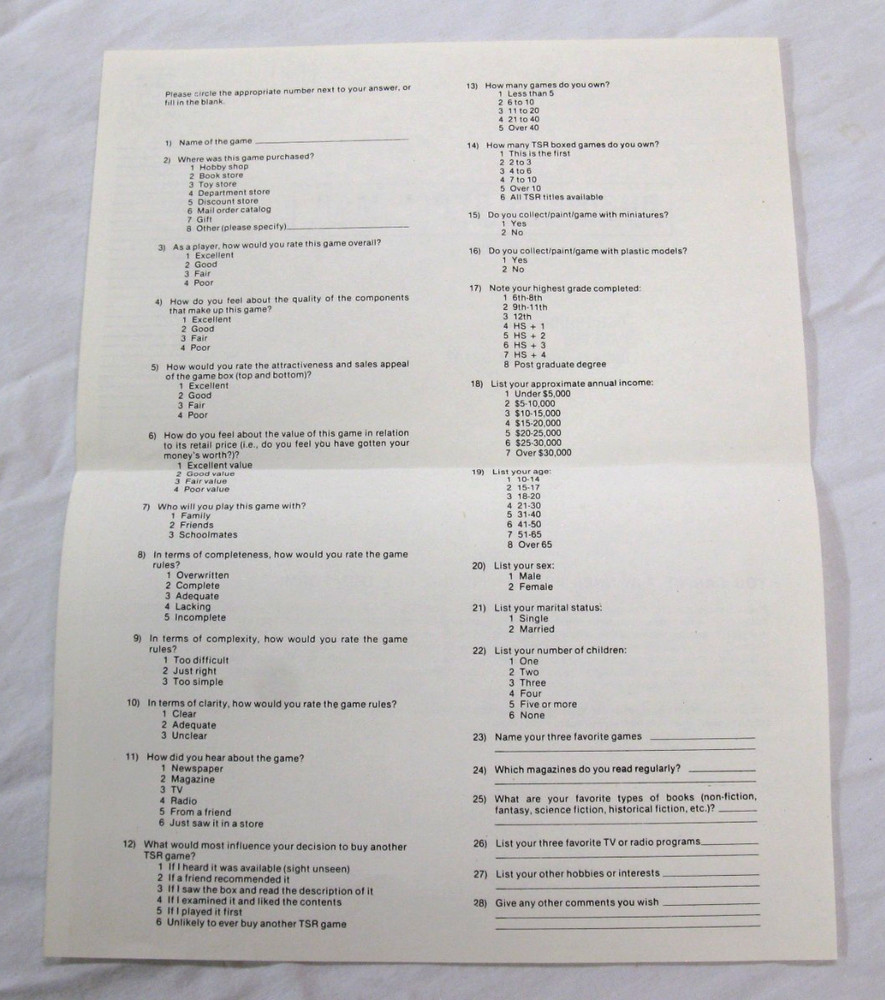 Please circle the appropriate number next to your answer, or
fill in the blank.
1) Name of the game
2) Where was this game purchased?
1 Hobby shop
2 Book store
3 Toy store
4 Department store
5 Discount store
6 Mail order catalog
7 Gift
8 Other (please specify)
3) As a player, how would you rate this game overall?
1 Excellent
2 Good
3 Fair
4 Poor
4) How do you feel about the quality of the components
that make up this game?
1 Excellent
2 Good
3 Fair
4 Poor
5) How would you rate the attractiveness and sales appeal
of the game box (top and bottom)?
1 Excellent
2 Good
3 Fair
4 Poor
6) How do you feel about the value of this game in relation
to its retail price (i.e., do you feel you have gotten your
money's worth?)?
1 Excellent value
2 Good value
3 Fair value
4 Poor value
7) Who will you play this game with?
1 Family
2 Friends
3 Schoolmates
8) In terms of completeness, how would you rate the game
rules?
1 Overwritten
2 Complete
3 Adequate
4 Lacking
5 Incomplete
9) In terms of complexity, how would you rate the game
rules?
1 Too difficult
2 Just right
3 Too simple
10) In terms of clarity, how would you rate the game rules?
1 Clear
2 Adequate
3 Unclear
11) How did you hear about the game?
1 Newspaper
2 Magazine
3 TV
4 Radio
5 From a friend
6 Just saw it in a store
12) What would most influence your decision to buy another
TSR game?
1 If I heard it was available (sight unseen)
2 If a friend recommended it
3 If I saw the box and read the description of it
4 If I examined it and liked the contents
5 If I played it first
6 Unlikely to ever buy another TSR game
13) How many games do you own?
1 Less than 5
2 6 to 10
3 11 to 20
4 21 to 40
5 Over 40
14) How many TSR boxed games do you own?
1 This is the first
2 2 to 3
3 4 to 6
4 7 to 10
5 Over 10
6 All TSR titles available
15) Do you collect/paint/game with miniatures?
1 Yes
2 No
16) Do you collect/paint/game with plastic models?
1 Yes
2 No
17) Note your highest grade completed:
1 6th-8th
2 9th-11th
3 12th
4 HS + 1
5 HS + 2
6 HS + 3
7 HS + 4
8 Post graduate degree
18) List your approximate annual income:
1 Under $5,000
2 $5-10,000
3 $10-15,000
4 $15-20,000
5 $20-25,000
6 $25-30,000
7 Over $30,000
19) List your age:
1 10-14
2 15-17
3 18-20
4 21-30
5 31-40
6 41-50
7 51-65
8 Over 65
20) List your sex:
1 Male
2 Female
21) List your marital status:
1 Single
2 Married
22) List your number of children:
1 One
2 Two
3 Three
4 Four
5 Five or more
6 None
23) Name your three favorite games
24) Which magazines do you read regularly?
25) What are your favorite types of books (non-fiction,
fantasy, science fiction, historical fiction, etc.)?
26) List your three favorite TV or radio programs
27) List your other hobbies or interests
28) Give any other comments you wish